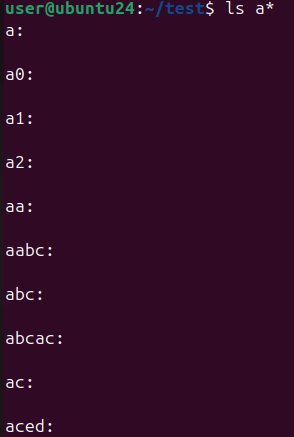 user@ubuntu24:~/test$ ls a*
a:
a0:
a1:
a2:
aa:
aabc:
abc:
abcac:
ac:
aced: